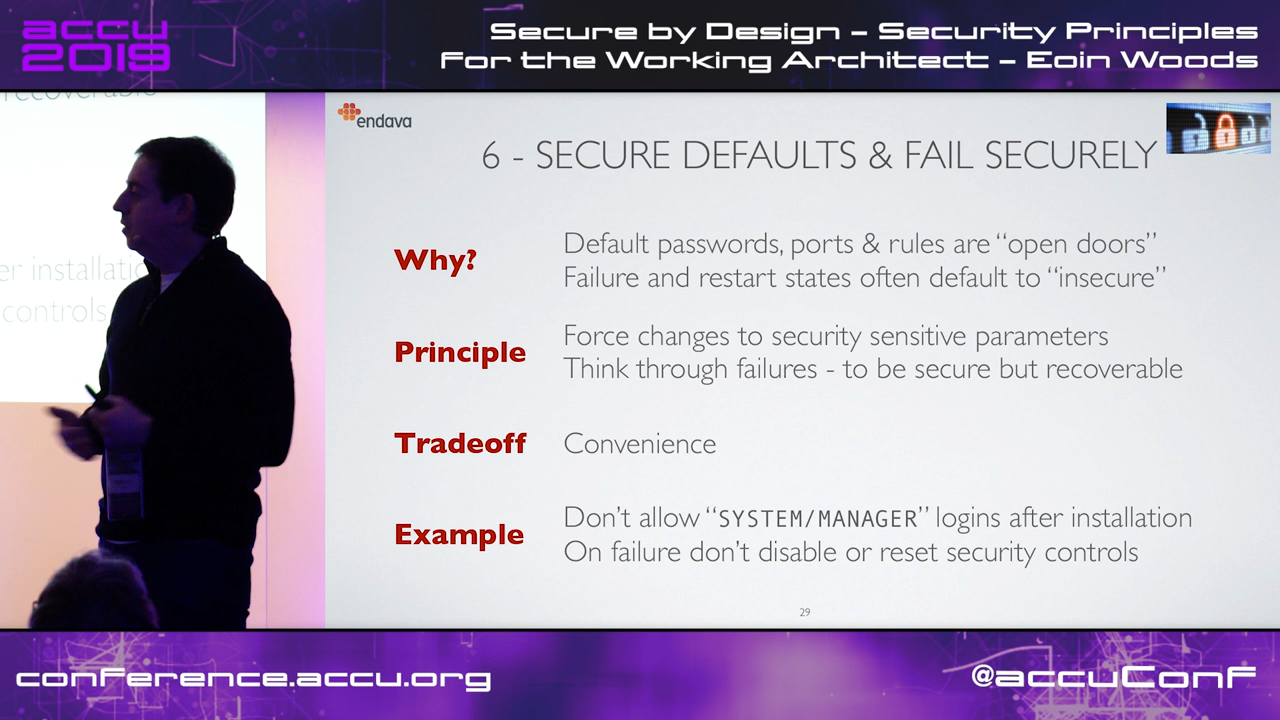 accu
2019
Secure by Design – Security Principles
for the Working Architect – Eoin Woods
recoverable
er installatio
controls
endava
6 - SECURE DEFAULTS & FAIL SECURELY
Why?
Default passwords, ports & rules are “open doors”
Failure and restart states often default to “insecure”
Principle
Force changes to security sensitive parameters
Think through failures - to be secure but recoverable
Tradeoff
Convenience
Example
Don’t allow “SYSTEM/MANAGER” logins after installation
On failure don’t disable or reset security controls
29
conference.accu.org
@accuConf